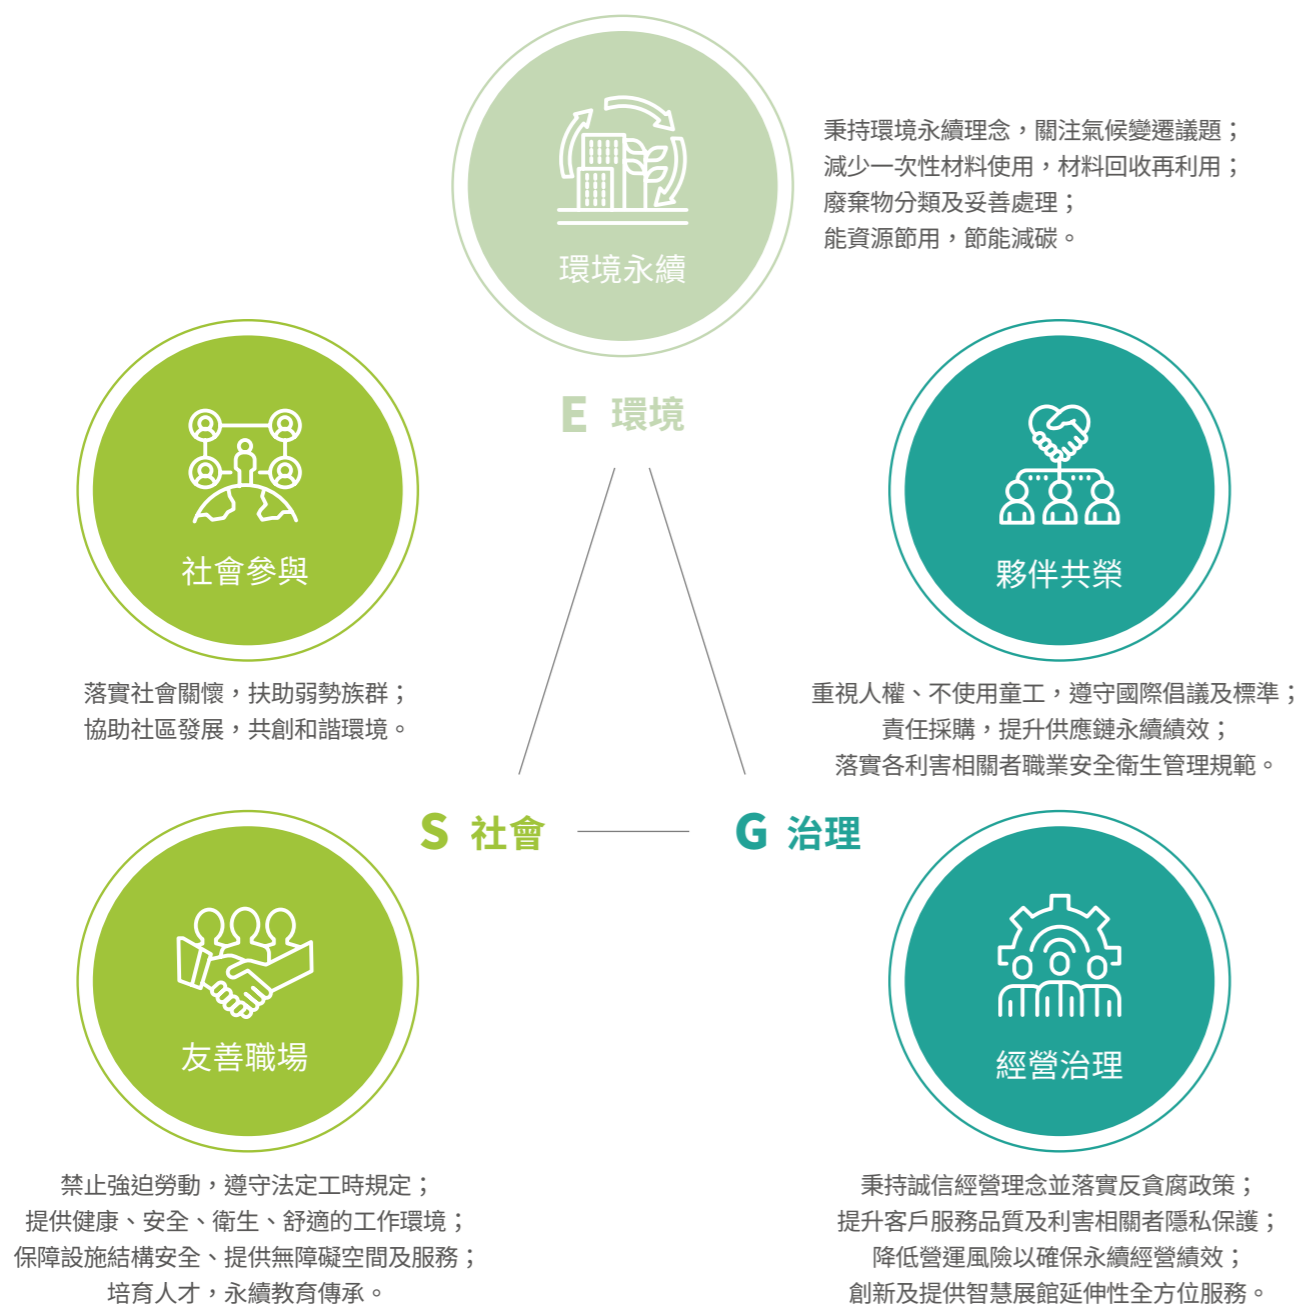 環境永續
秉持環境永續理念，關注氣候變遷議題；
減少一次性材料使用，材料回收再利用；
廢棄物分類及妥善處理；
能資源節用，節能減碳。
E 環境
社會參與
落實社會關懷，扶助弱勢族群；
協助社區發展，共創和諧環境。
夥伴共榮
重視人權、不使用童工，遵守國際倡議及標準；
責任採購，提升供應鏈永續績效；
落實各利害相關者職業安全衛生管理規範。
S 社會
G 治理
友善職場
禁止強迫勞動，遵守法定工時規定；
提供健康、安全、衛生、舒適的工作環境；
保障設施結構安全、提供無障礙空間及服務；
培育人才，永續教育傳承。
經營治理
秉持誠信經營理念並落實反貪腐政策；
提升客戶服務品質及利害相關者隱私保護；
降低營運風險以確保永續經營績效；
創新及提供智慧展館延伸性全方位服務。